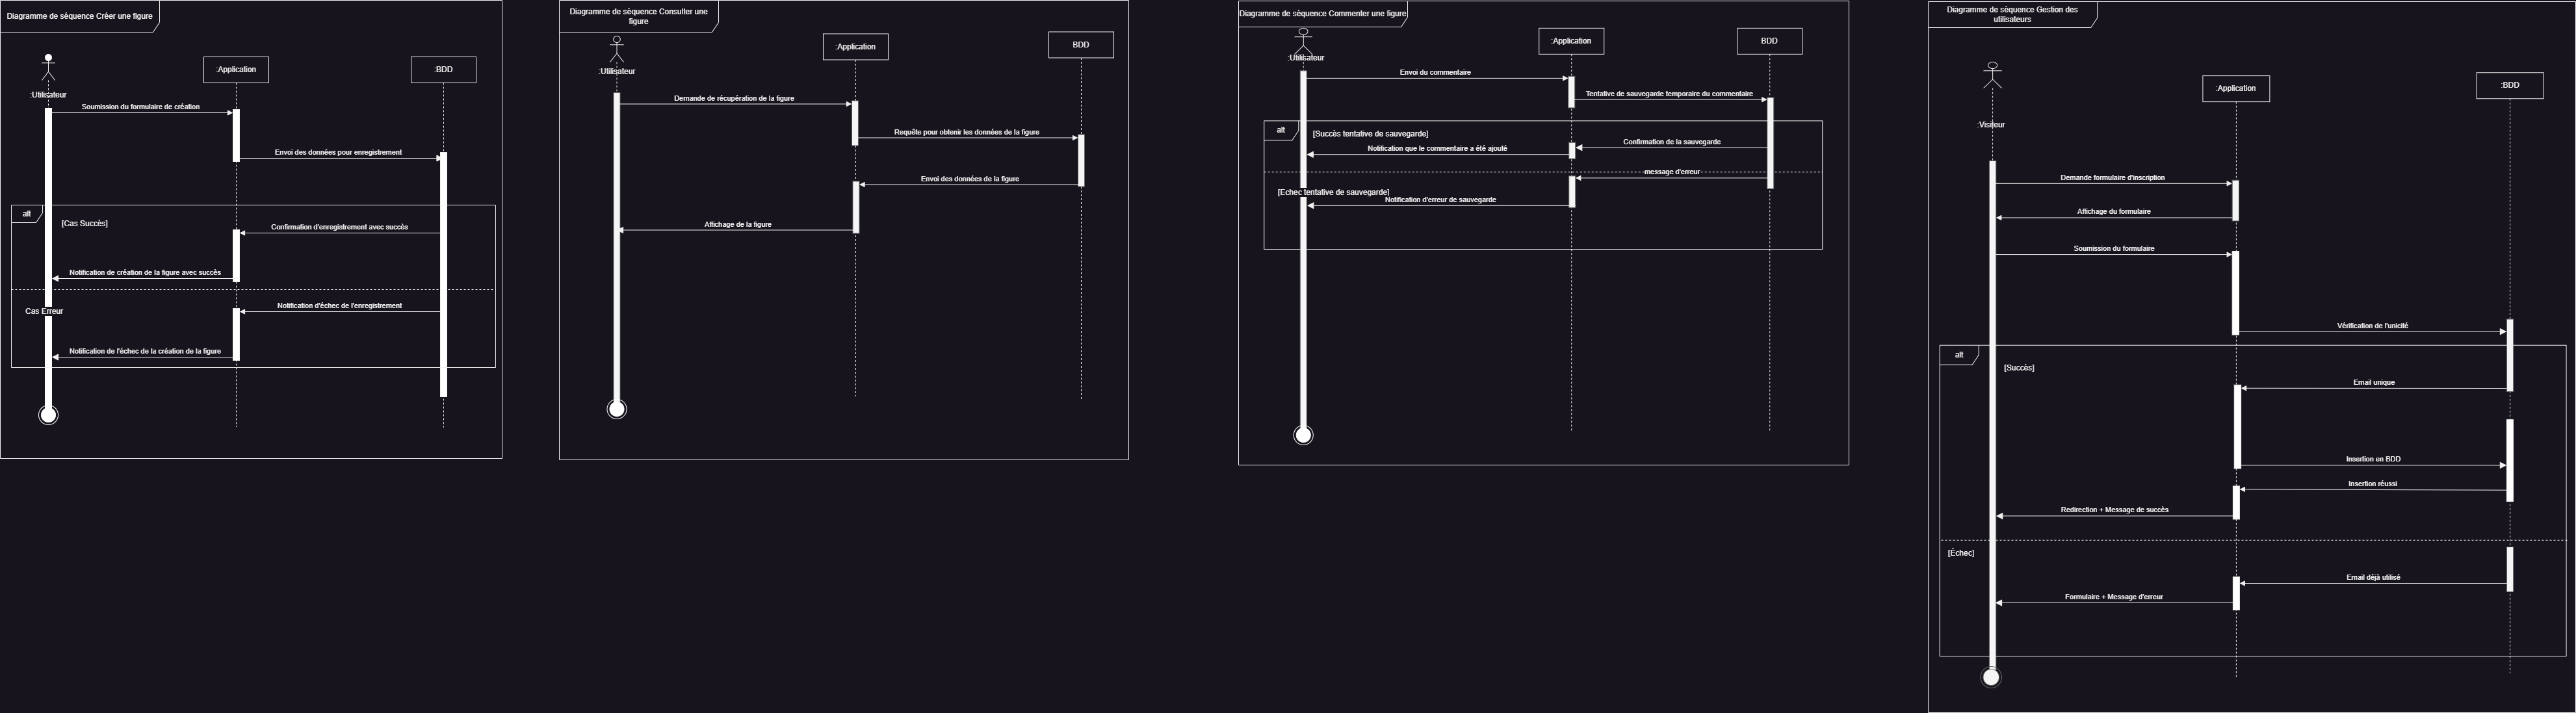 Diagramme de séquence Créer une figure
:Utilisateur
:Application
:BDD
Soumission du formulaire de création
Envoi des données pour enregistrement
alt
[Cas Succès]
Confirmation d'enregistrement avec succès
Notification de création de la figure avec succès
Notification d'échec de l'enregistrement
Cas Erreur
Notification de l'échec de la création de la figure
Diagramme de séquence Consulter une
figure
:Utilisateur
:Application
BDD
Demande de récupération de la figure
Requête pour obtenir les données de la figure
Envoi des données de la figure
Affichage de la figure
Diagramme de séquence Commenter une figure
:Utilisateur
:Application
BDD
Envoi du commentaire
Tentative de sauvegarde temporaire du commentaire
alt
[Succès tentative de sauvegarde]
Confirmation de la sauvegarde
Notification que le commentaire a été ajouté
message d'erreur
[Echec tentative de sauvegarde]
Notification d'erreur de sauvegarde
Diagramme de séquence Gestion des
utilisateurs
:Visiteur
:Application
:BDD
Demande formulaire d'inscription
Affichage du formulaire
Soumission du formulaire
Vérification de l'unicité
alt
[Succès]
Email unique
Insertion en BDD
Insertion réussi
Redirection + Message de succès
[Échec]
Email déjà utilisé
Formulaire + Message d'erreur